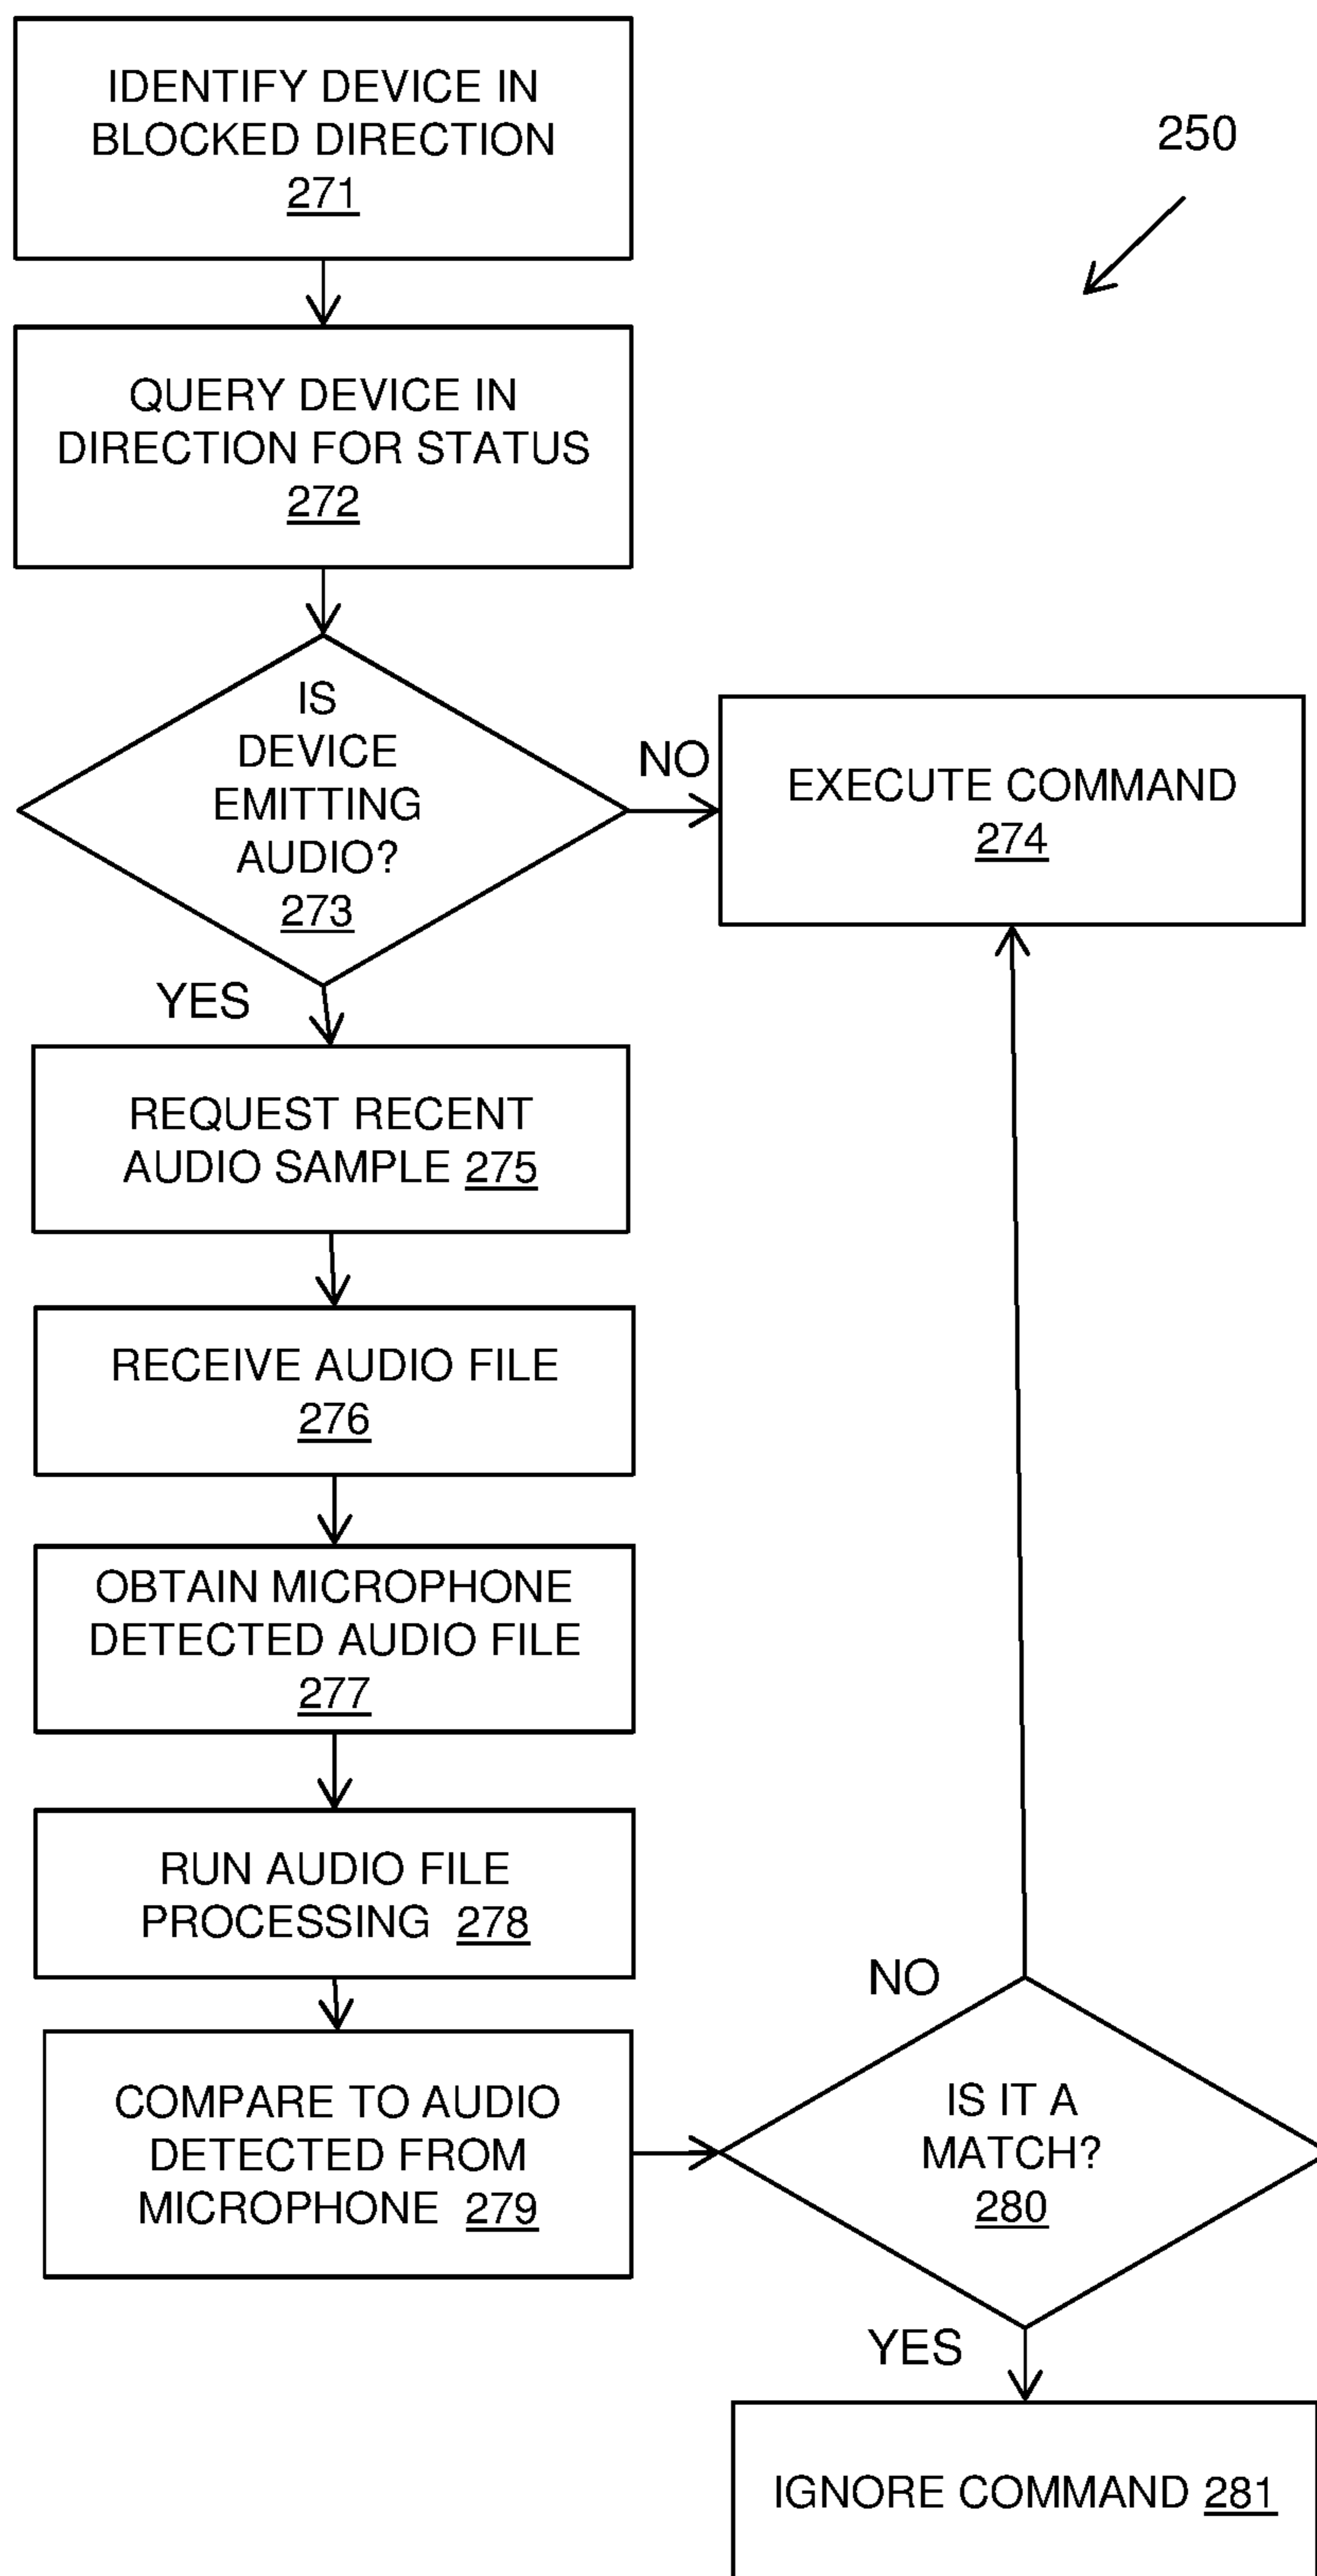 IDENTIFY DEVICE IN
BLOCKED DIRECTION
271
250
QUERY DEVICE IN
DIRECTION FOR STATUS
272
IS
DEVICE
EMITTING
AUDIO?
273
NO
EXECUTE COMMAND
274
YES
REQUEST RECENT
AUDIO SAMPLE 275
RECEIVE AUDIO FILE
276
OBTAIN MICROPHONE
DETECTED AUDIO FILE
277
RUN AUDIO FILE
PROCESSING 278
COMPARE TO AUDIO
DETECTED FROM
MICROPHONE 279
NO
IS IT A
MATCH?
280
YES
IGNORE COMMAND 281